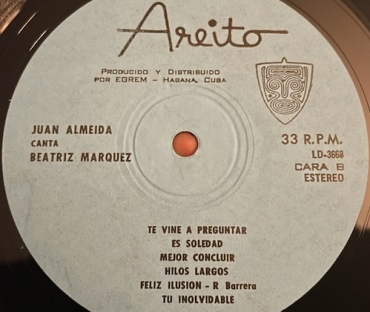 Areito
PRODUCIDO Y DISTRIBUIDO
POR EGREM - HABANA, CUBA
JUAN ALMEIDA
CANTA
BEATRIZ MARQUEZ
33 R.P.M.
LD-3668
CARA B
ESTEREO
TE VINE A PREGUNTAR
ES SOLEDAD
MEJOR CONCLUIR
HILOS LARGOS
FELIZ ILUSION - R Barrera
TU INOLVIDABLE